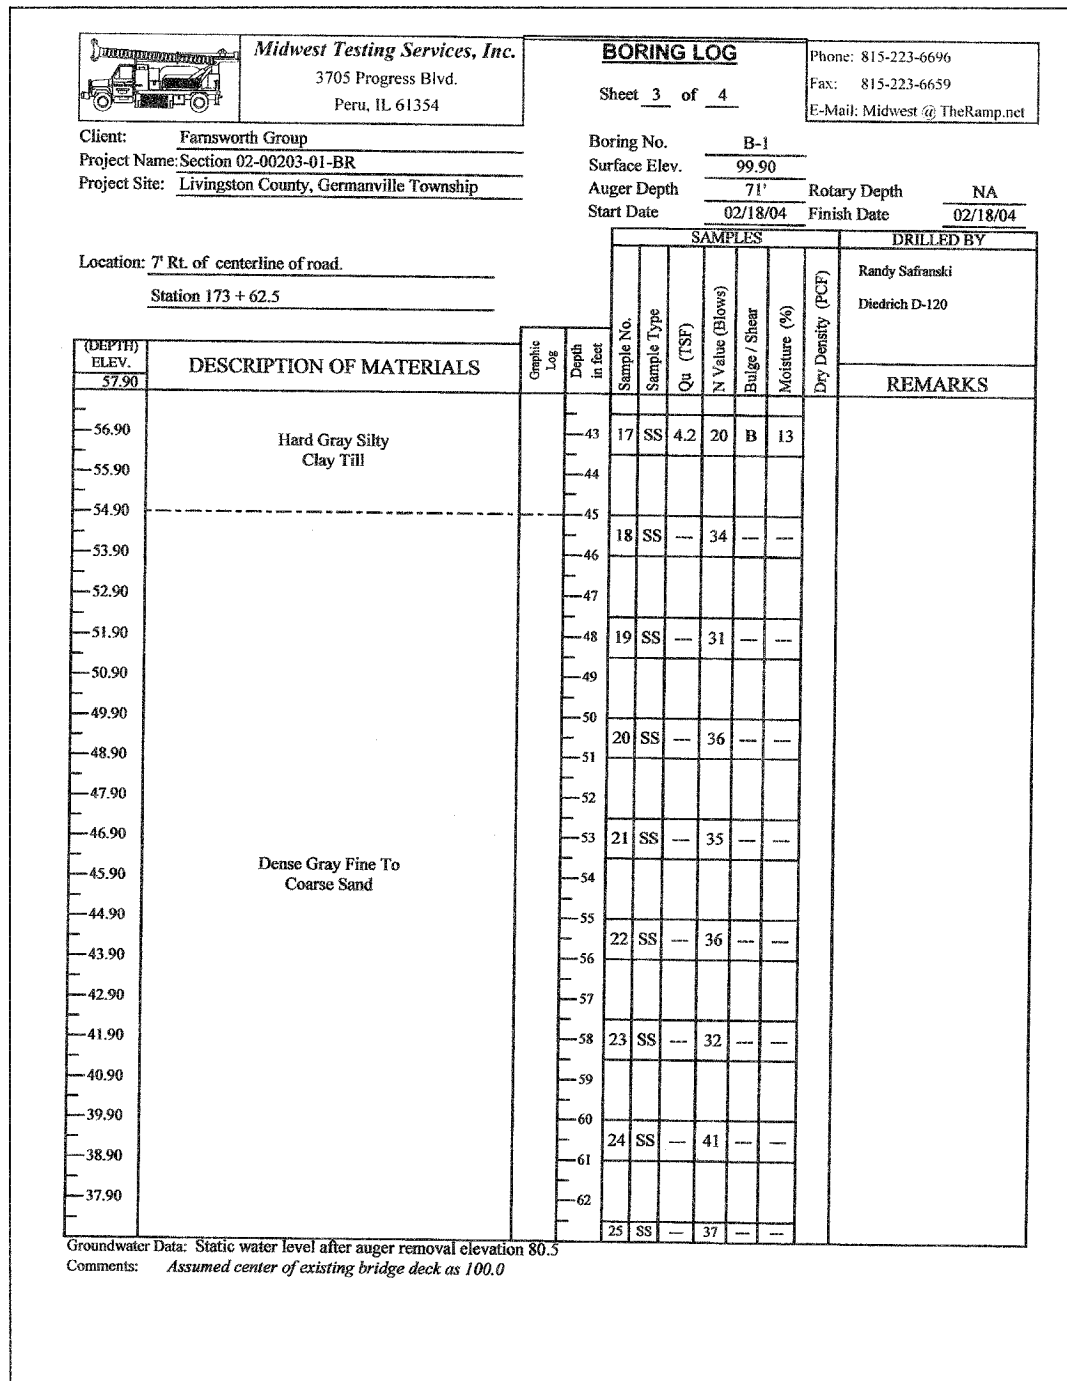 Midwest Testing Services, Inc.
3705 Progress Blvd.
Peru, IL 61354
BORING LOG
Sheet 3 of 4
Phone: 815-223-6696
Fax: 815-223-6659
E-Mail: Midwest @ TheRamp.net
Client: Farnsworth Group
Project Name: Section 02-00203-01-BR
Project Site: Livingston County, Germanville Township
Boring No. B-1
Surface Elev. 99.90
Auger Depth 71' Rotary Depth NA
Start Date 02/18/04 Finish Date 02/18/04
Location: 7' Rt. of centerline of road.
Station 173 + 62.5
SAMPLES
DRILLED BY
Randy Safranski
Diedrich D-120
(DEPTH)
ELEV.
57.90
DESCRIPTION OF MATERIALS
Graphic
Log
Depth
in feet
Sample No.
Sample Type
Qu (TSF)
N Value (Blows)
Bulge / Shear
Moisture (%)
Dry Density (PCF)
REMARKS
56.90 43 17 SS 4.2 20 B 13
Hard Gray Silty
Clay Till
55.90 44
54.90 45
18 SS --- 34 --- ---
53.90 46
52.90 47
51.90 48 19 SS --- 31 --- ---
50.90 49
49.90 50
20 SS --- 36 --- ---
48.90 51
47.90 52
46.90 53 21 SS --- 35 --- ---
Dense Gray Fine To
Coarse Sand
45.90 54
44.90 55
22 SS --- 36 --- ---
43.90 56
42.90 57
41.90 58 23 SS --- 32 --- ---
40.90 59
39.90 60
24 SS --- 41 --- ---
38.90 61
37.90 62
25 SS --- 37 --- ---
Groundwater Data: Static water level after auger removal elevation 80.5
Comments: Assumed center of existing bridge deck as 100.0